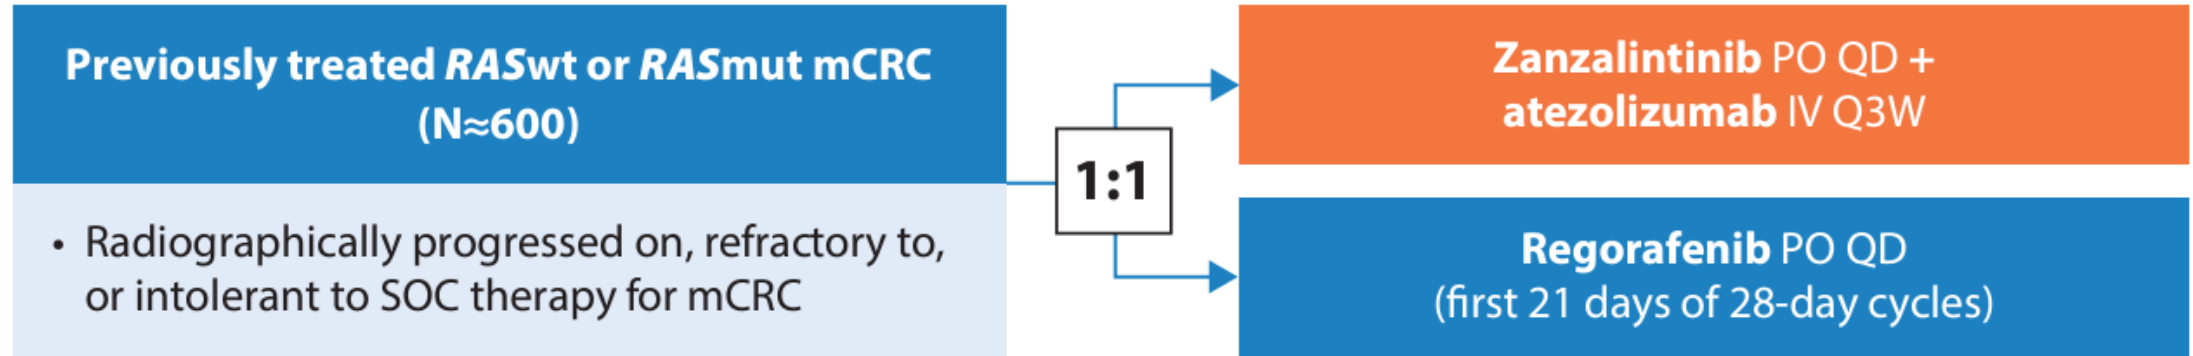 Previously treated RASwt or RASmut mCRC
(N≈600)
• Radiographically progressed on, refractory to,
or intolerant to SOC therapy for mCRC
1:1
Zanzalintinib PO QD +
atezolizumab IV Q3W
Regorafenib PO QD
(first 21 days of 28-day cycles)